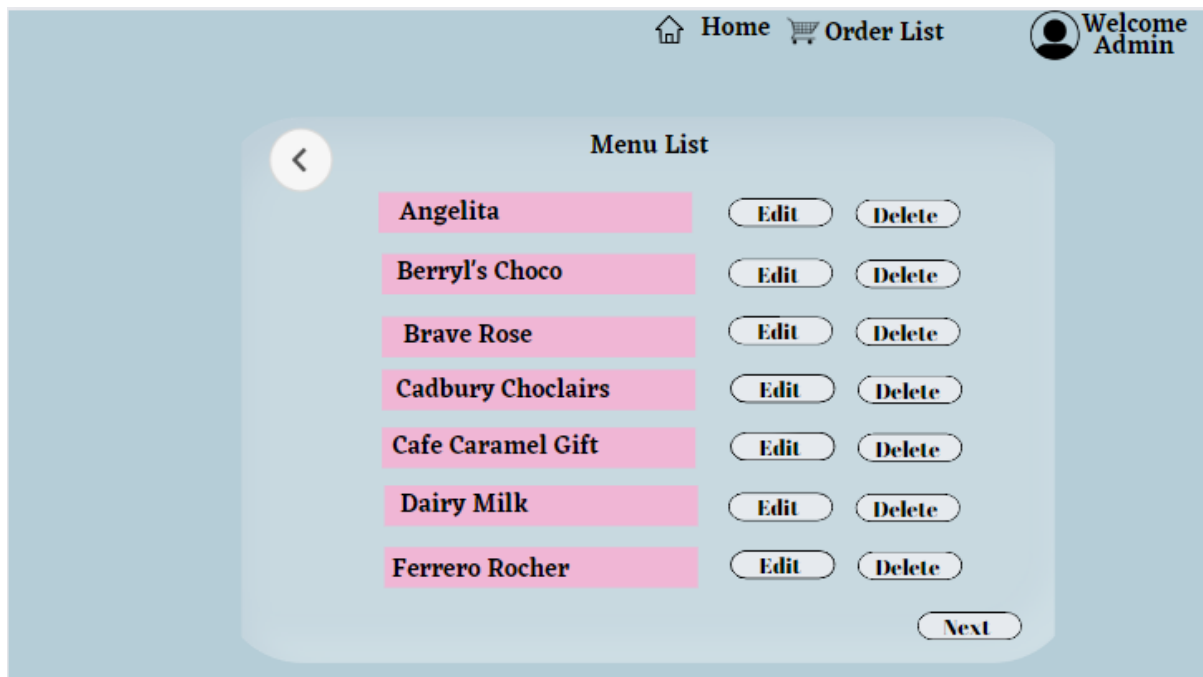 Home Order List Welcome
Admin
Menu List
Angelita Edit Delete
Berryl's Choco Edit Delete
Brave Rose Edit Delete
Cadbury Choclairs Edit Delete
Cafe Caramel Gift Edit Delete
Dairy Milk Edit Delete
Ferrero Rocher Edit Delete
Next